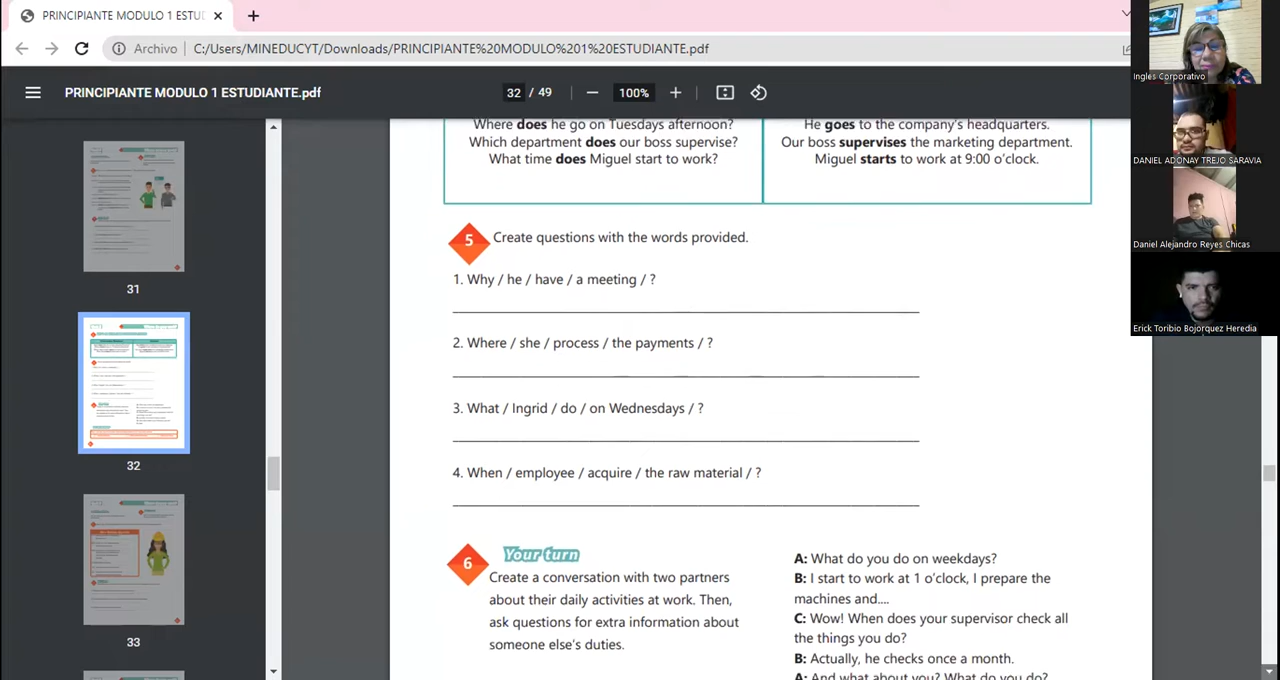 PRINCIPIANTE MODULO 1 ESTUD
Archivo
C:/Users/MINEDUCYT/Downloads/PRINCIPIANTE%20MODULO%201%20ESTUDIANTE.pdf
PRINCIPIANTE MODULO 1 ESTUDIANTE.pdf
32 / 49
100%
Ingles Corporativo
DANIEL ADONAY TREJO SARAVIA
Daniel Alejandro Reyes Chicas
Erick Toribio Bojorquez Heredia
31
32
33
Where does he go on Tuesdays afternoon?
Which department does our boss supervise?
What time does Miguel start to work?
He goes to the company's headquarters.
Our boss supervises the marketing department.
Miguel starts to work at 9:00 o'clock.
5 Create questions with the words provided.
1. Why / he / have / a meeting / ?
2. Where / she / process / the payments / ?
3. What / Ingrid / do / on Wednesdays / ?
4. When / employee / acquire / the raw material / ?
6 Your turn
Create a conversation with two partners
about their daily activities at work. Then,
ask questions for extra information about
someone else's duties.
A: What do you do on weekdays?
B: I start to work at 1 o'clock, I prepare the
machines and....
C: Wow! When does your supervisor check all
the things you do?
B: Actually, he checks once a month.
A: And what about you? What do you do?